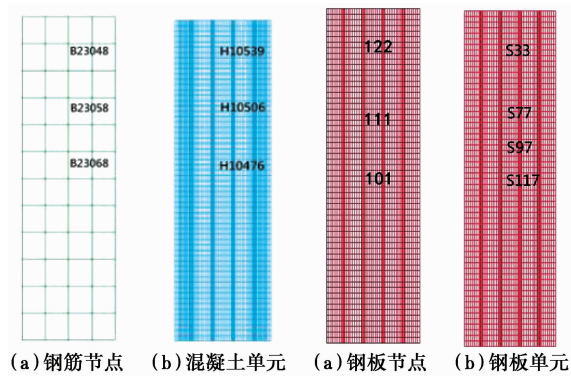 B23048
B23058
B23068
(a)钢筋节点
H10539
H10506
H10476
(b)混凝土单元
122
111
101
(a)钢板节点
S33
S77
S97
S117
(b)钢板单元